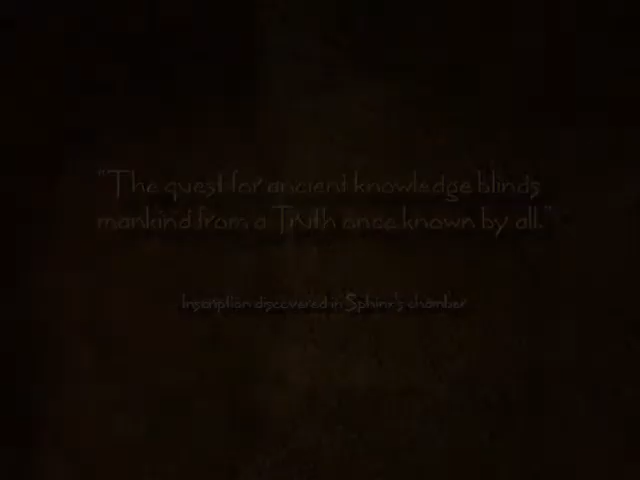 "The quest for ancient knowledge blinds
mankind from a Truth once known by all."
Inscription discovered in Sphinx's chamber